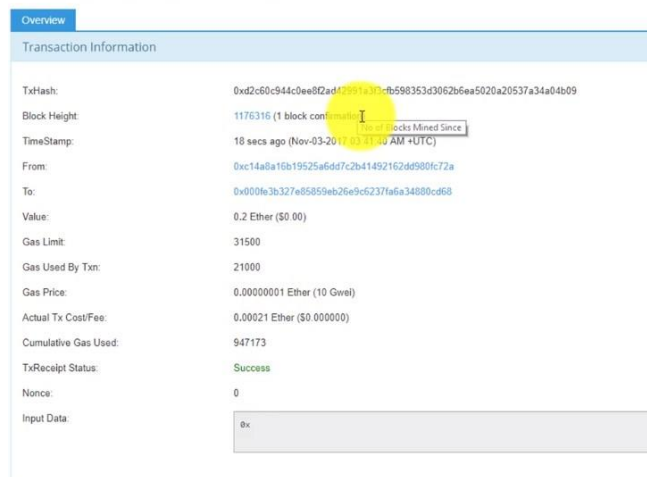 Overview
Transaction Information
TxHash: 0xd2c60c944c0ee8f2ad42991a3f3cfb598353d3062b6ea5020a20537a34a04b09
Block Height: 1176316 (1 block confirmation)
No of Blocks Mined Since
TimeStamp: 18 secs ago (Nov-03-2017 03:41:40 AM +UTC)
From: 0xc14a8a16b19525a6dd7c2b41492162dd980fc72a
To: 0x000fe3b327e85859eb26e9c6237fa6a34880cd68
Value: 0.2 Ether ($0.00)
Gas Limit: 31500
Gas Used By Txn: 21000
Gas Price: 0.00000001 Ether (10 Gwei)
Actual Tx Cost/Fee: 0.00021 Ether ($0.000000)
Cumulative Gas Used: 947173
TxReceipt Status: Success
Nonce: 0
Input Data: 0x